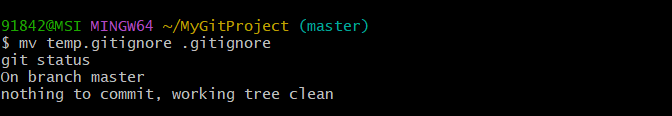 91842@MSI MINGW64 ~/MyGitProject (master)
$ mv temp.gitignore .gitignore
git status
On branch master
nothing to commit, working tree clean